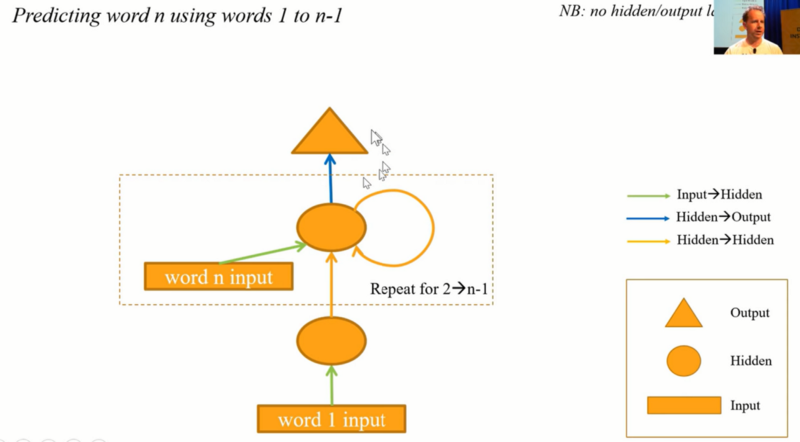 Predicting word n using words 1 to n-1
NB: no hidden/output
Input→Hidden
Hidden→Output
Hidden→Hidden
word n input
Repeat for 2→n-1
Output
Hidden
Input
word 1 input